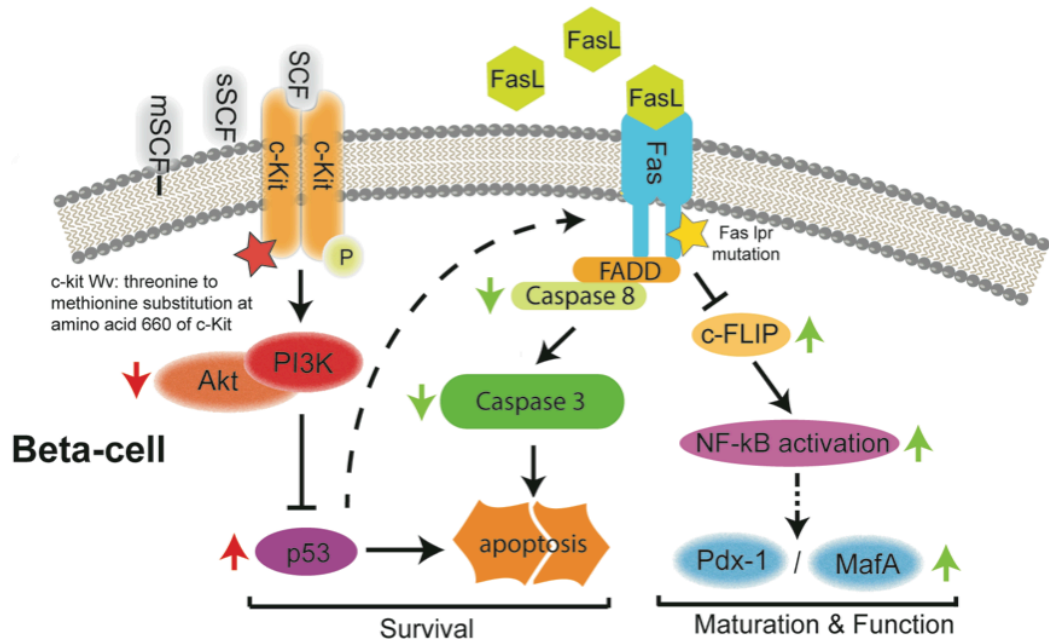 FasL
FasL
FasL
SCF
sSCF
mSCF
c-Kit
c-Kit
Fas
P
Fas lpr
mutation
c-kit Wv: threonine to
methionine substitution at
amino acid 660 of c-Kit
FADD
Caspase 8
c-FLIP
PI3K
Akt
Caspase 3
Beta-cell
NF-kB activation
p53
apoptosis
Pdx-1 / MafA
Survival
Maturation & Function